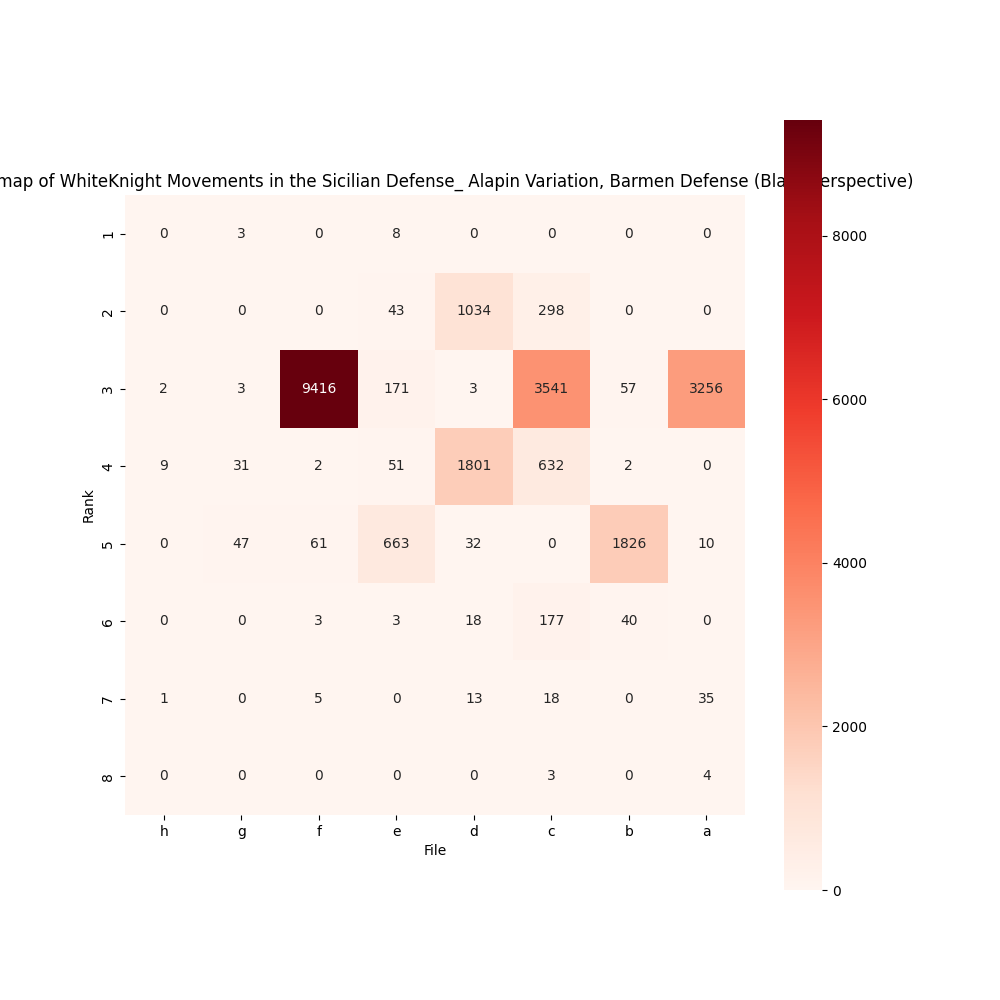 map of WhiteKnight Movements in the Sicilian Defense_ Alapin Variation, Barmen Defense (Bla erspective)
1 0 3 0 8 0 0 0 0
2 0 0 0 43 1034 298 0 0
3 2 3 9416 171 3 3541 57 3256
4 9 31 2 51 1801 632 2 0
5 0 47 61 663 32 0 1826 10
6 0 0 3 3 18 177 40 0
7 1 0 5 0 13 18 0 35
8 0 0 0 0 0 3 0 4
h g f e d c b a
File
Rank
8000
6000
4000
2000
0